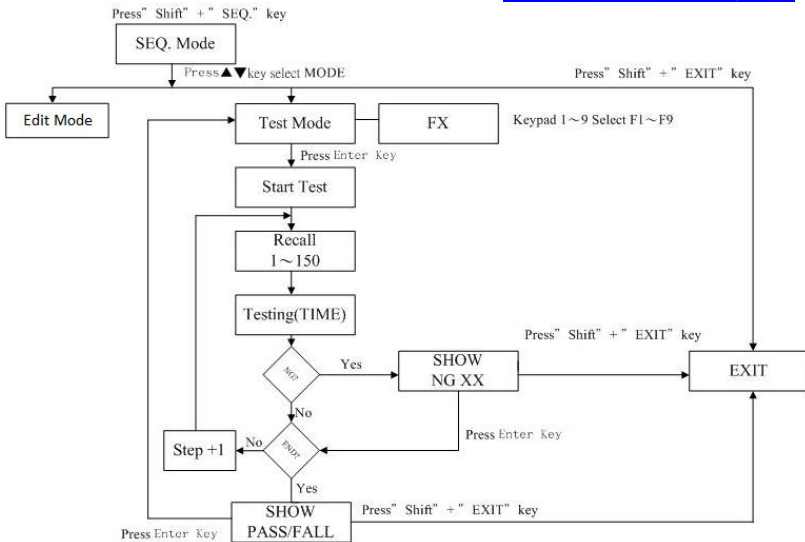 Press” Shift” + ” SEQ.” key
SEQ. Mode
Press▲▼key select MODE
Press” Shift” + ” EXIT” key
Edit Mode
Test Mode
FX
Keypad 1～9 Select F1～F9
Press Enter Key
Start Test
Recall
1～150
Testing(TIME)
NG?
Yes
SHOW
NG XX
Press” Shift” + ” EXIT” key
EXIT
No
Press Enter Key
Step +1
No
END?
Yes
SHOW
PASS/FALL
Press” Shift” + ” EXIT” key
Press Enter Key